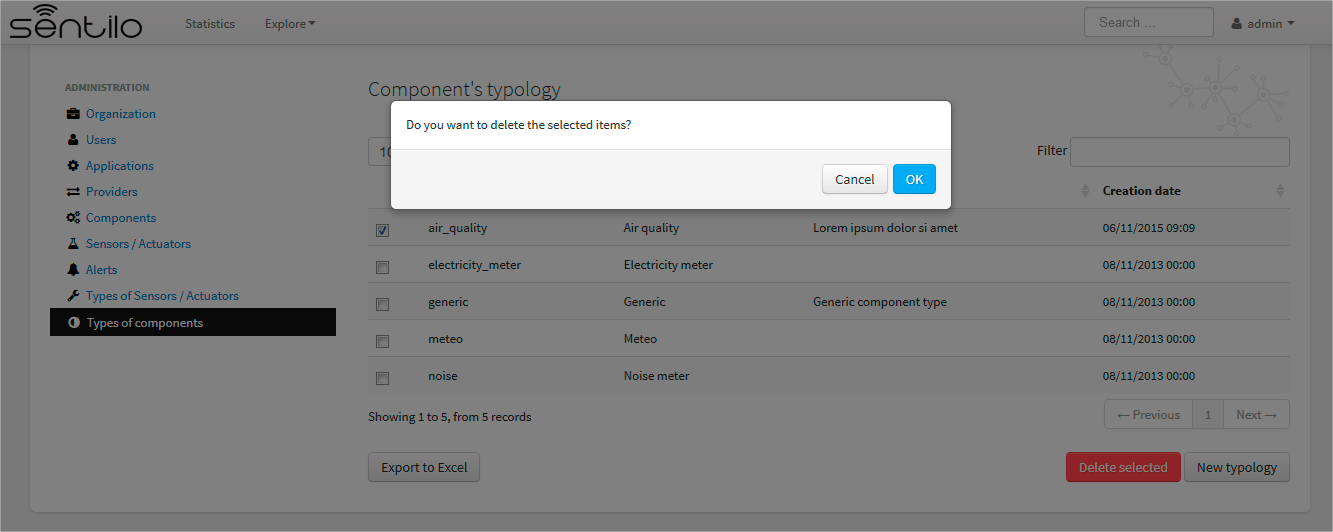 sentilo Statistics Explore Search ... admin
ADMINISTRATION
Component's typology
Organization
Do you want to delete the selected items?
Users
10
Filter
Applications
Cancel OK
Providers
Creation date
Components
air_quality Air quality Lorem ipsum dolor si amet 06/11/2015 09:09
Sensors / Actuators
electricity_meter Electricity meter 08/11/2013 00:00
Alerts
Types of Sensors / Actuators
generic Generic Generic component type 08/11/2013 00:00
Types of components
meteo Meteo 08/11/2013 00:00
noise Noise meter 08/11/2013 00:00
Showing 1 to 5, from 5 records
← Previous 1 Next →
Export to Excel Delete selected New typology